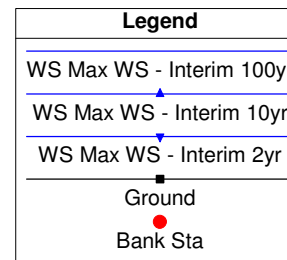 Legend
WS Max WS - Interim 100y
WS Max WS - Interim 10yr
WS Max WS - Interim 2yr
Ground
Bank Sta